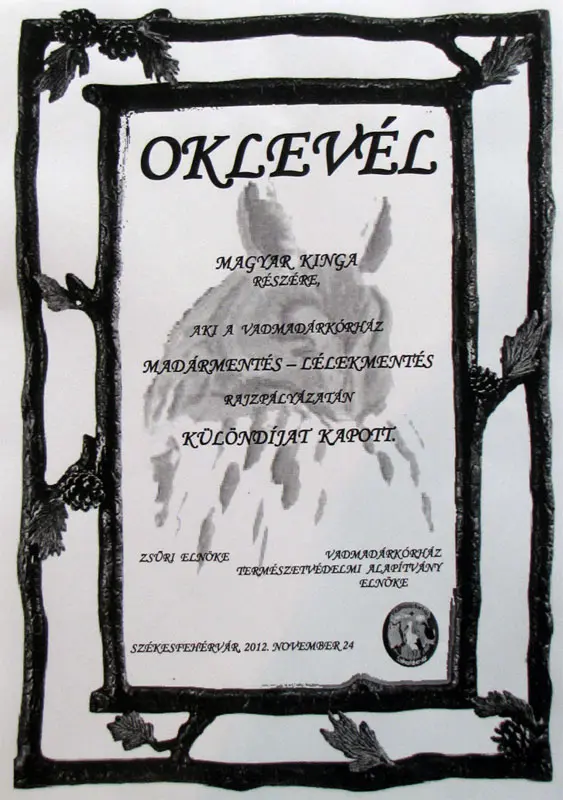 OKLEVÉL
MAGYAR KINGA
RÉSZÉRE,
AKI A VADMADÁRKÓRHÁZ
MADÁRMENTÉS – LÉLEKMENTÉS
RAJZPÁLYÁZATÁN
KÜLÖNDÍJAT KAPOTT.
ZSŰRI ELNÖKE
VADMADÁRKÓRHÁZ
TERMÉSZETVÉDELMI ALAPÍTVÁNY
ELNÖKE
SZÉKESFEHÉRVÁR, 2012. NOVEMBER 24